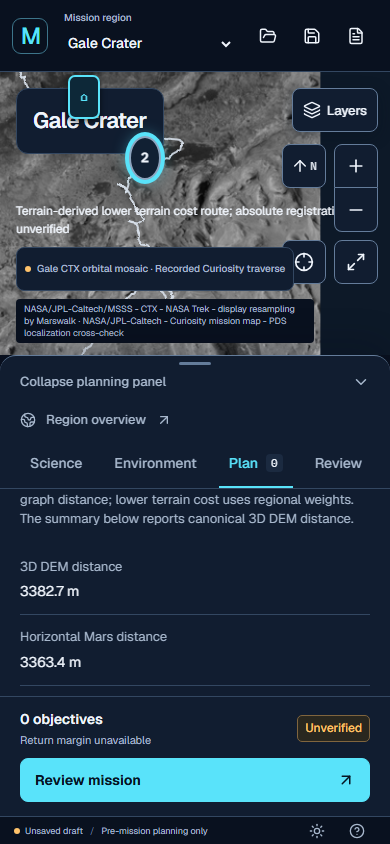 M
Mission region
Gale Crater
Gale Crater
Layers
2
N
Terrain-derived lower terrain cost route; absolute registrati
unverified
Gale CTX orbital mosaic · Recorded Curiosity traverse
NASA/JPL-Caltech/MSSS - CTX - NASA Trek - display resampling
by Marswalk · NASA/JPL-Caltech - Curiosity mission map - PDS
localization cross-check
Collapse planning panel
Region overview
Science Environment Plan 0 Review
graph distance; lower terrain cost uses regional weights.
The summary below reports canonical 3D DEM distance.
3D DEM distance
3382.7 m
Horizontal Mars distance
3363.4 m
0 objectives
Return margin unavailable
Unverified
Review mission
Unsaved draft / Pre-mission planning only